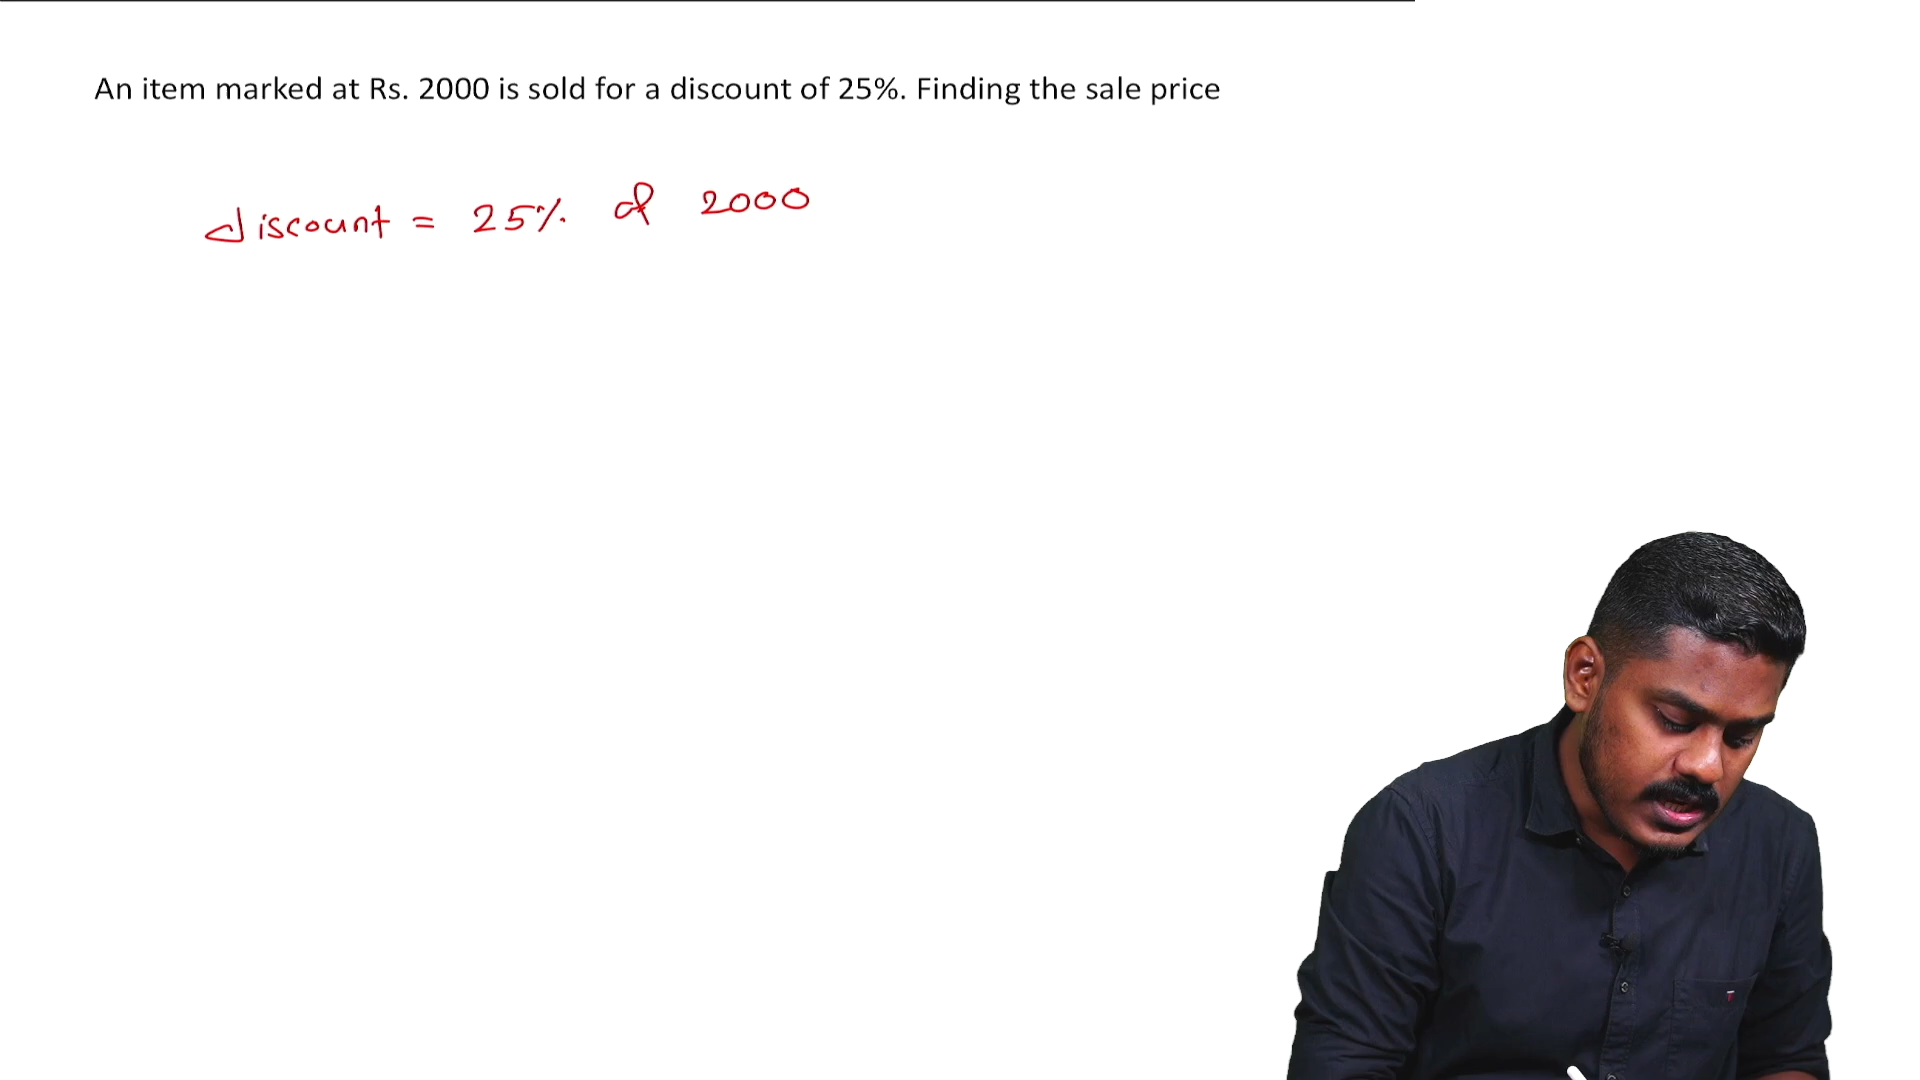 An item marked at Rs. 2000 is sold for a discount of 25%. Finding the sale price
discount = 25% of 2000